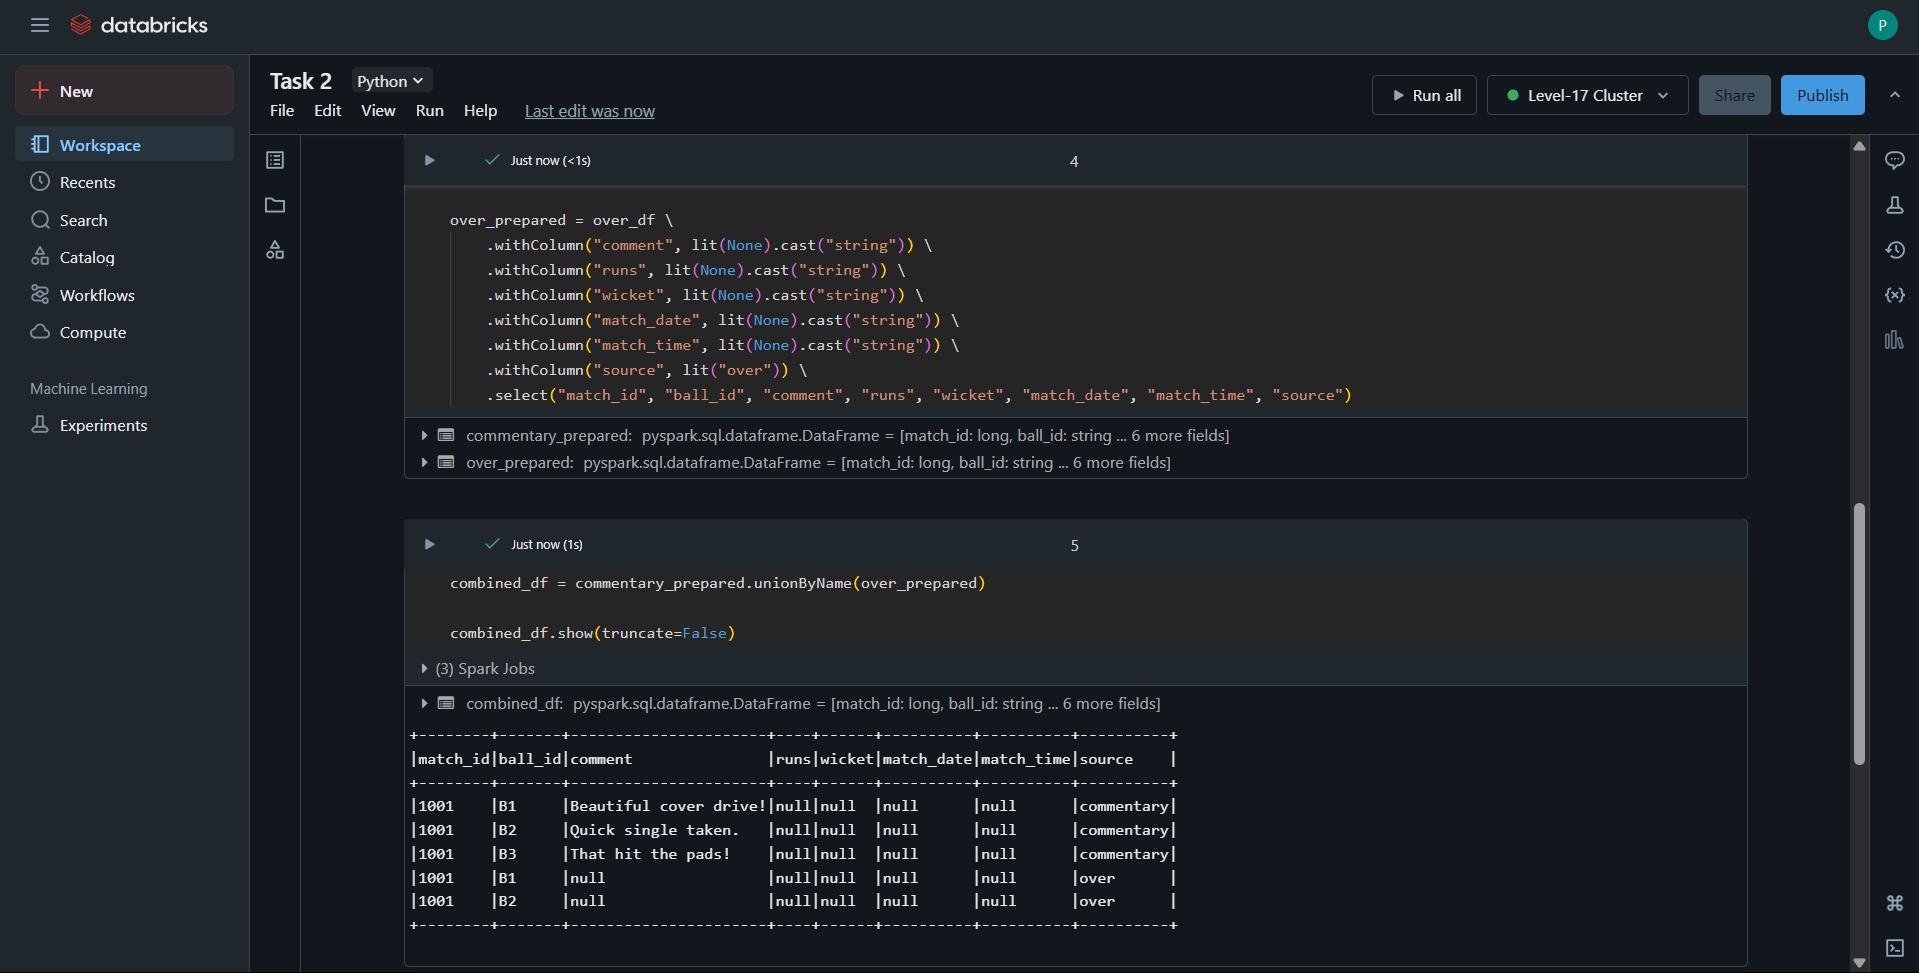 databricks
P
New
Workspace
Recents
Search
Catalog
Workflows
Compute
Machine Learning
Experiments
Task 2 Python
File Edit View Run Help Last edit was now
Run all Level-17 Cluster Share Publish
Just now (<1s) 4
over_prepared = over_df \
.withColumn("comment", lit(None).cast("string")) \
.withColumn("runs", lit(None).cast("string")) \
.withColumn("wicket", lit(None).cast("string")) \
.withColumn("match_date", lit(None).cast("string")) \
.withColumn("match_time", lit(None).cast("string")) \
.withColumn("source", lit("over")) \
.select("match_id", "ball_id", "comment", "runs", "wicket", "match_date", "match_time", "source")
commentary_prepared: pyspark.sql.dataframe.DataFrame = [match_id: long, ball_id: string ... 6 more fields]
over_prepared: pyspark.sql.dataframe.DataFrame = [match_id: long, ball_id: string ... 6 more fields]
Just now (1s) 5
combined_df = commentary_prepared.unionByName(over_prepared)
combined_df.show(truncate=False)
(3) Spark Jobs
combined_df: pyspark.sql.dataframe.DataFrame = [match_id: long, ball_id: string ... 6 more fields]
+--------+-------+----------------------+----+------+----------+----------+----------+
|match_id|ball_id|comment               |runs|wicket|match_date|match_time|source    |
+--------+-------+----------------------+----+------+----------+----------+----------+
|1001    |B1     |Beautiful cover drive!|null|null  |null      |null      |commentary|
|1001    |B2     |Quick single taken.   |null|null  |null      |null      |commentary|
|1001    |B3     |That hit the pads!    |null|null  |null      |null      |commentary|
|1001    |B1     |null                  |null|null  |null      |null      |over      |
|1001    |B2     |null                  |null|null  |null      |null      |over      |
+--------+-------+----------------------+----+------+----------+----------+----------+